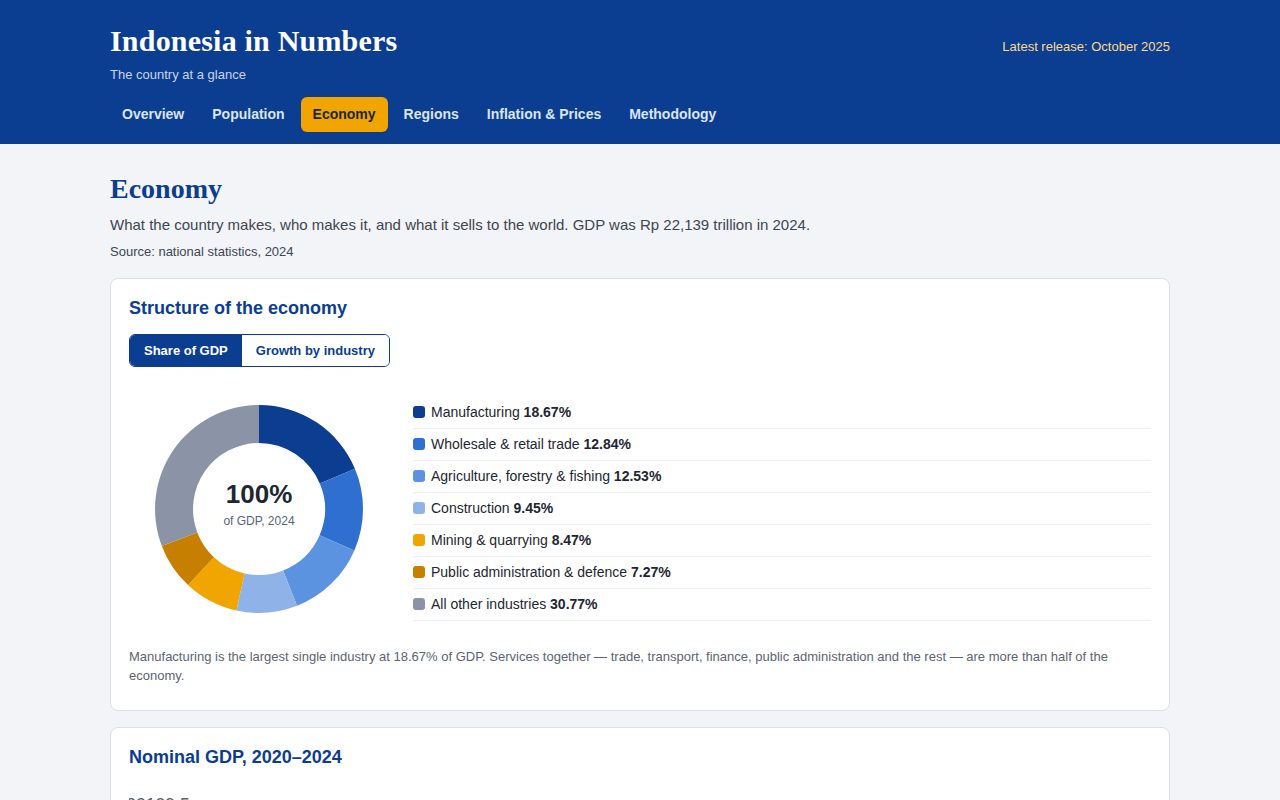 Indonesia in Numbers
The country at a glance
Latest release: October 2025
Overview Population Economy Regions Inflation & Prices Methodology
Economy
What the country makes, who makes it, and what it sells to the world. GDP was Rp 22,139 trillion in 2024.
Source: national statistics, 2024
Structure of the economy
Share of GDP Growth by industry
100%
of GDP, 2024
Manufacturing 18.67%
Wholesale & retail trade 12.84%
Agriculture, forestry & fishing 12.53%
Construction 9.45%
Mining & quarrying 8.47%
Public administration & defence 7.27%
All other industries 30.77%
Manufacturing is the largest single industry at 18.67% of GDP. Services together — trade, transport, finance, public administration and the rest — are more than half of the
economy.
Nominal GDP, 2020–2024